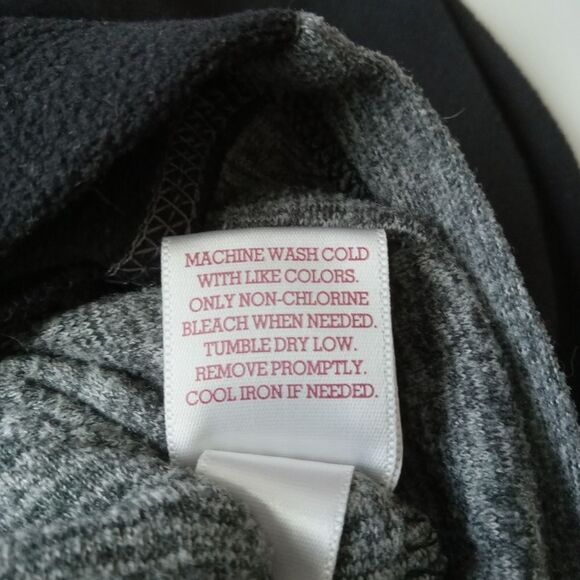 MACHINE WASH COLD
WITH LIKE COLORS.
ONLY NON-CHLORINE
BLEACH WHEN NEEDED.
TUMBLE DRY LOW.
REMOVE PROMPTLY.
COOL IRON IF NEEDED.